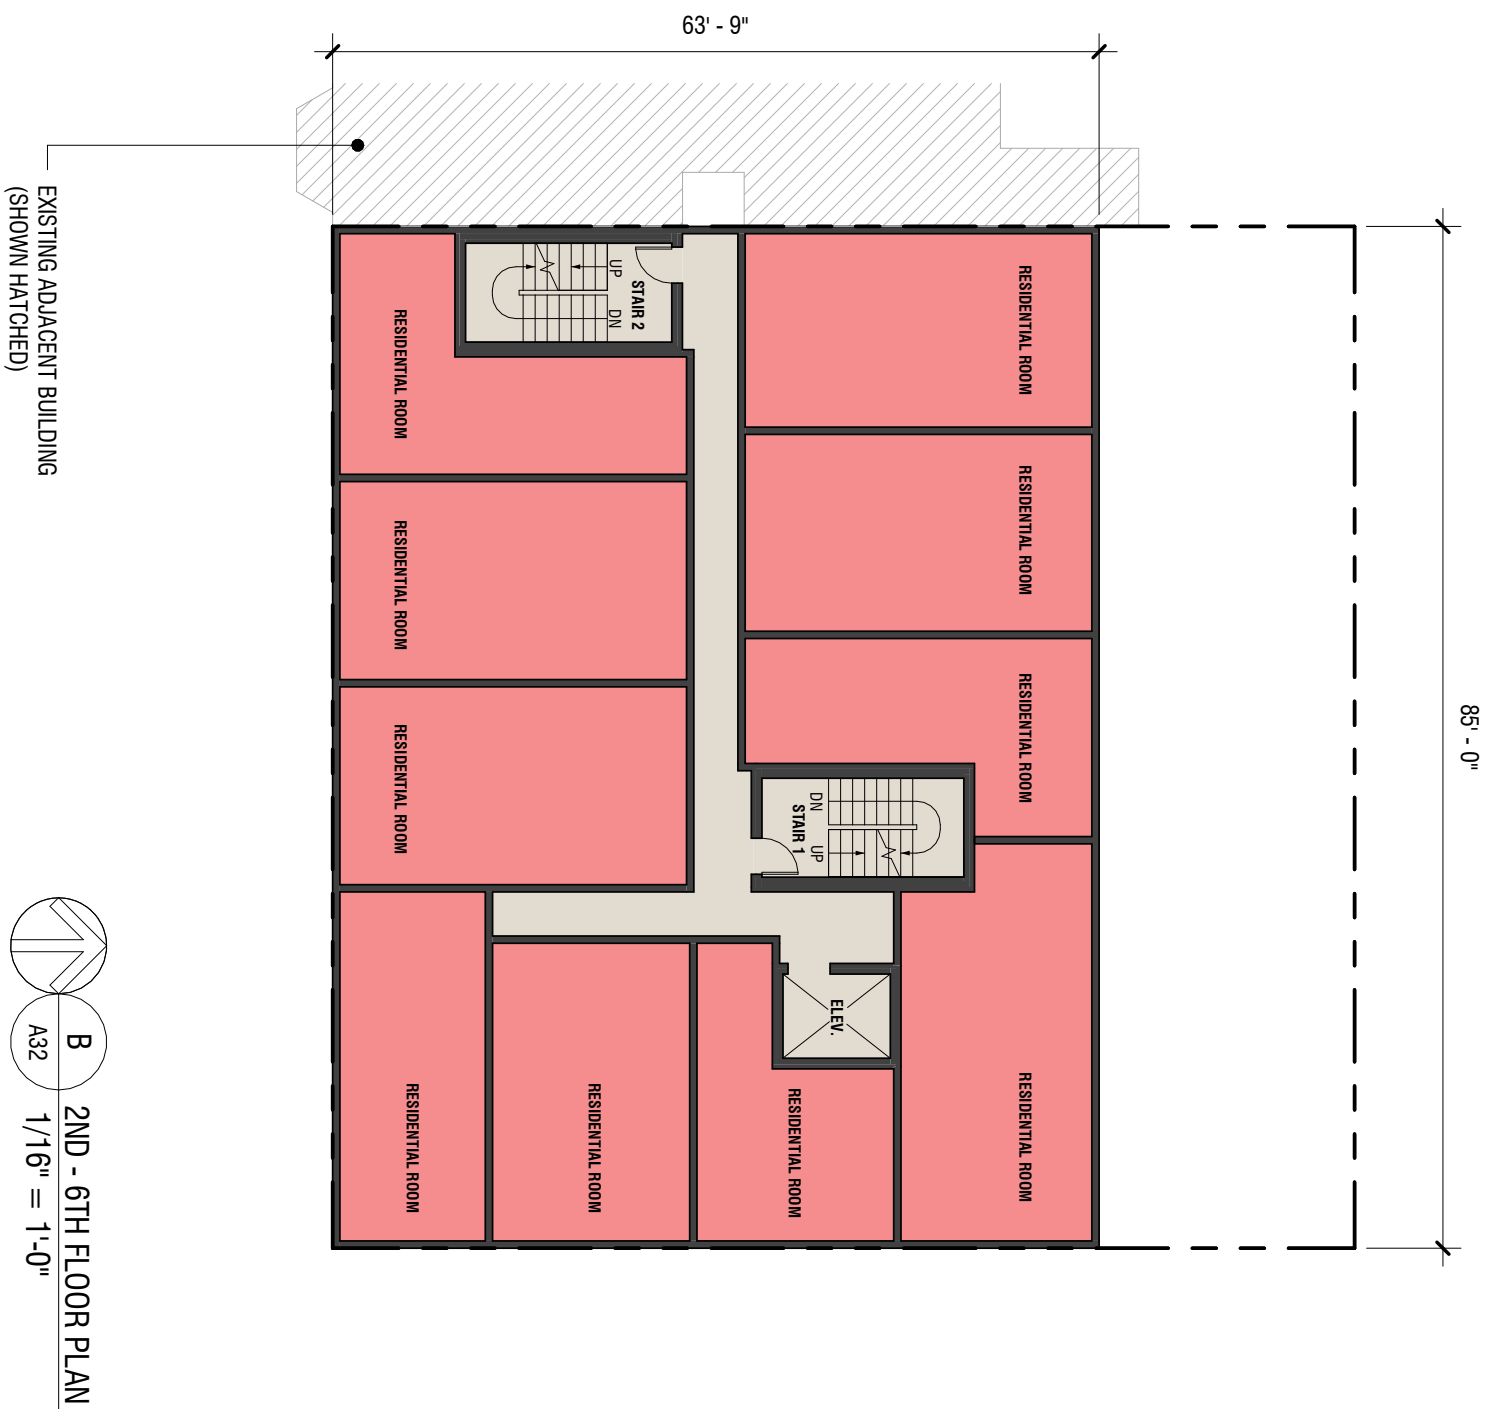 63' - 9"
85' - 0"
EXISTING ADJACENT BUILDING
(SHOWN HATCHED)
RESIDENTIAL ROOM
RESIDENTIAL ROOM
RESIDENTIAL ROOM
RESIDENTIAL ROOM
RESIDENTIAL ROOM
RESIDENTIAL ROOM
RESIDENTIAL ROOM
RESIDENTIAL ROOM
RESIDENTIAL ROOM
RESIDENTIAL ROOM
UP
DN
STAIR 2
DN
UP
STAIR 1
ELEV.
B
A32
2ND - 6TH FLOOR PLAN
1/16" = 1'-0"